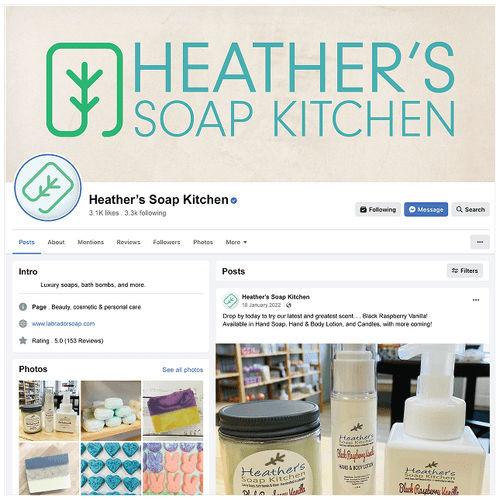 HEATHER'S
SOAP KITCHEN
Heather's Soap Kitchen
3.1K likes . 3.3k following
Following
Message
Search
Posts
About
Mentions
Reviews
Followers
Photos
More
Intro
Luxury soaps, bath bombs, and more.
Page . Beauty, cosmetic & personal care
www.labradorsoap.com
Rating . 5.0 (153 Reviews)
Photos
See all photos
Posts
Filters
Heather's Soap Kitchen
18 January 2022
Drop by today to try our latest and greatest scent.... Black Raspberry Vanilla!
Available in Hand Soap, Hand & Body Lotion, and Candles, with more coming!
Heather's
Soap Kitchen
Black Raspberry Vanilla
Heather's
Soap Kitchen
Black Raspberry Vanilla
HAND & BODY LOTION
Heather's
Soap Kitchen
Black Raspberry Vanilla